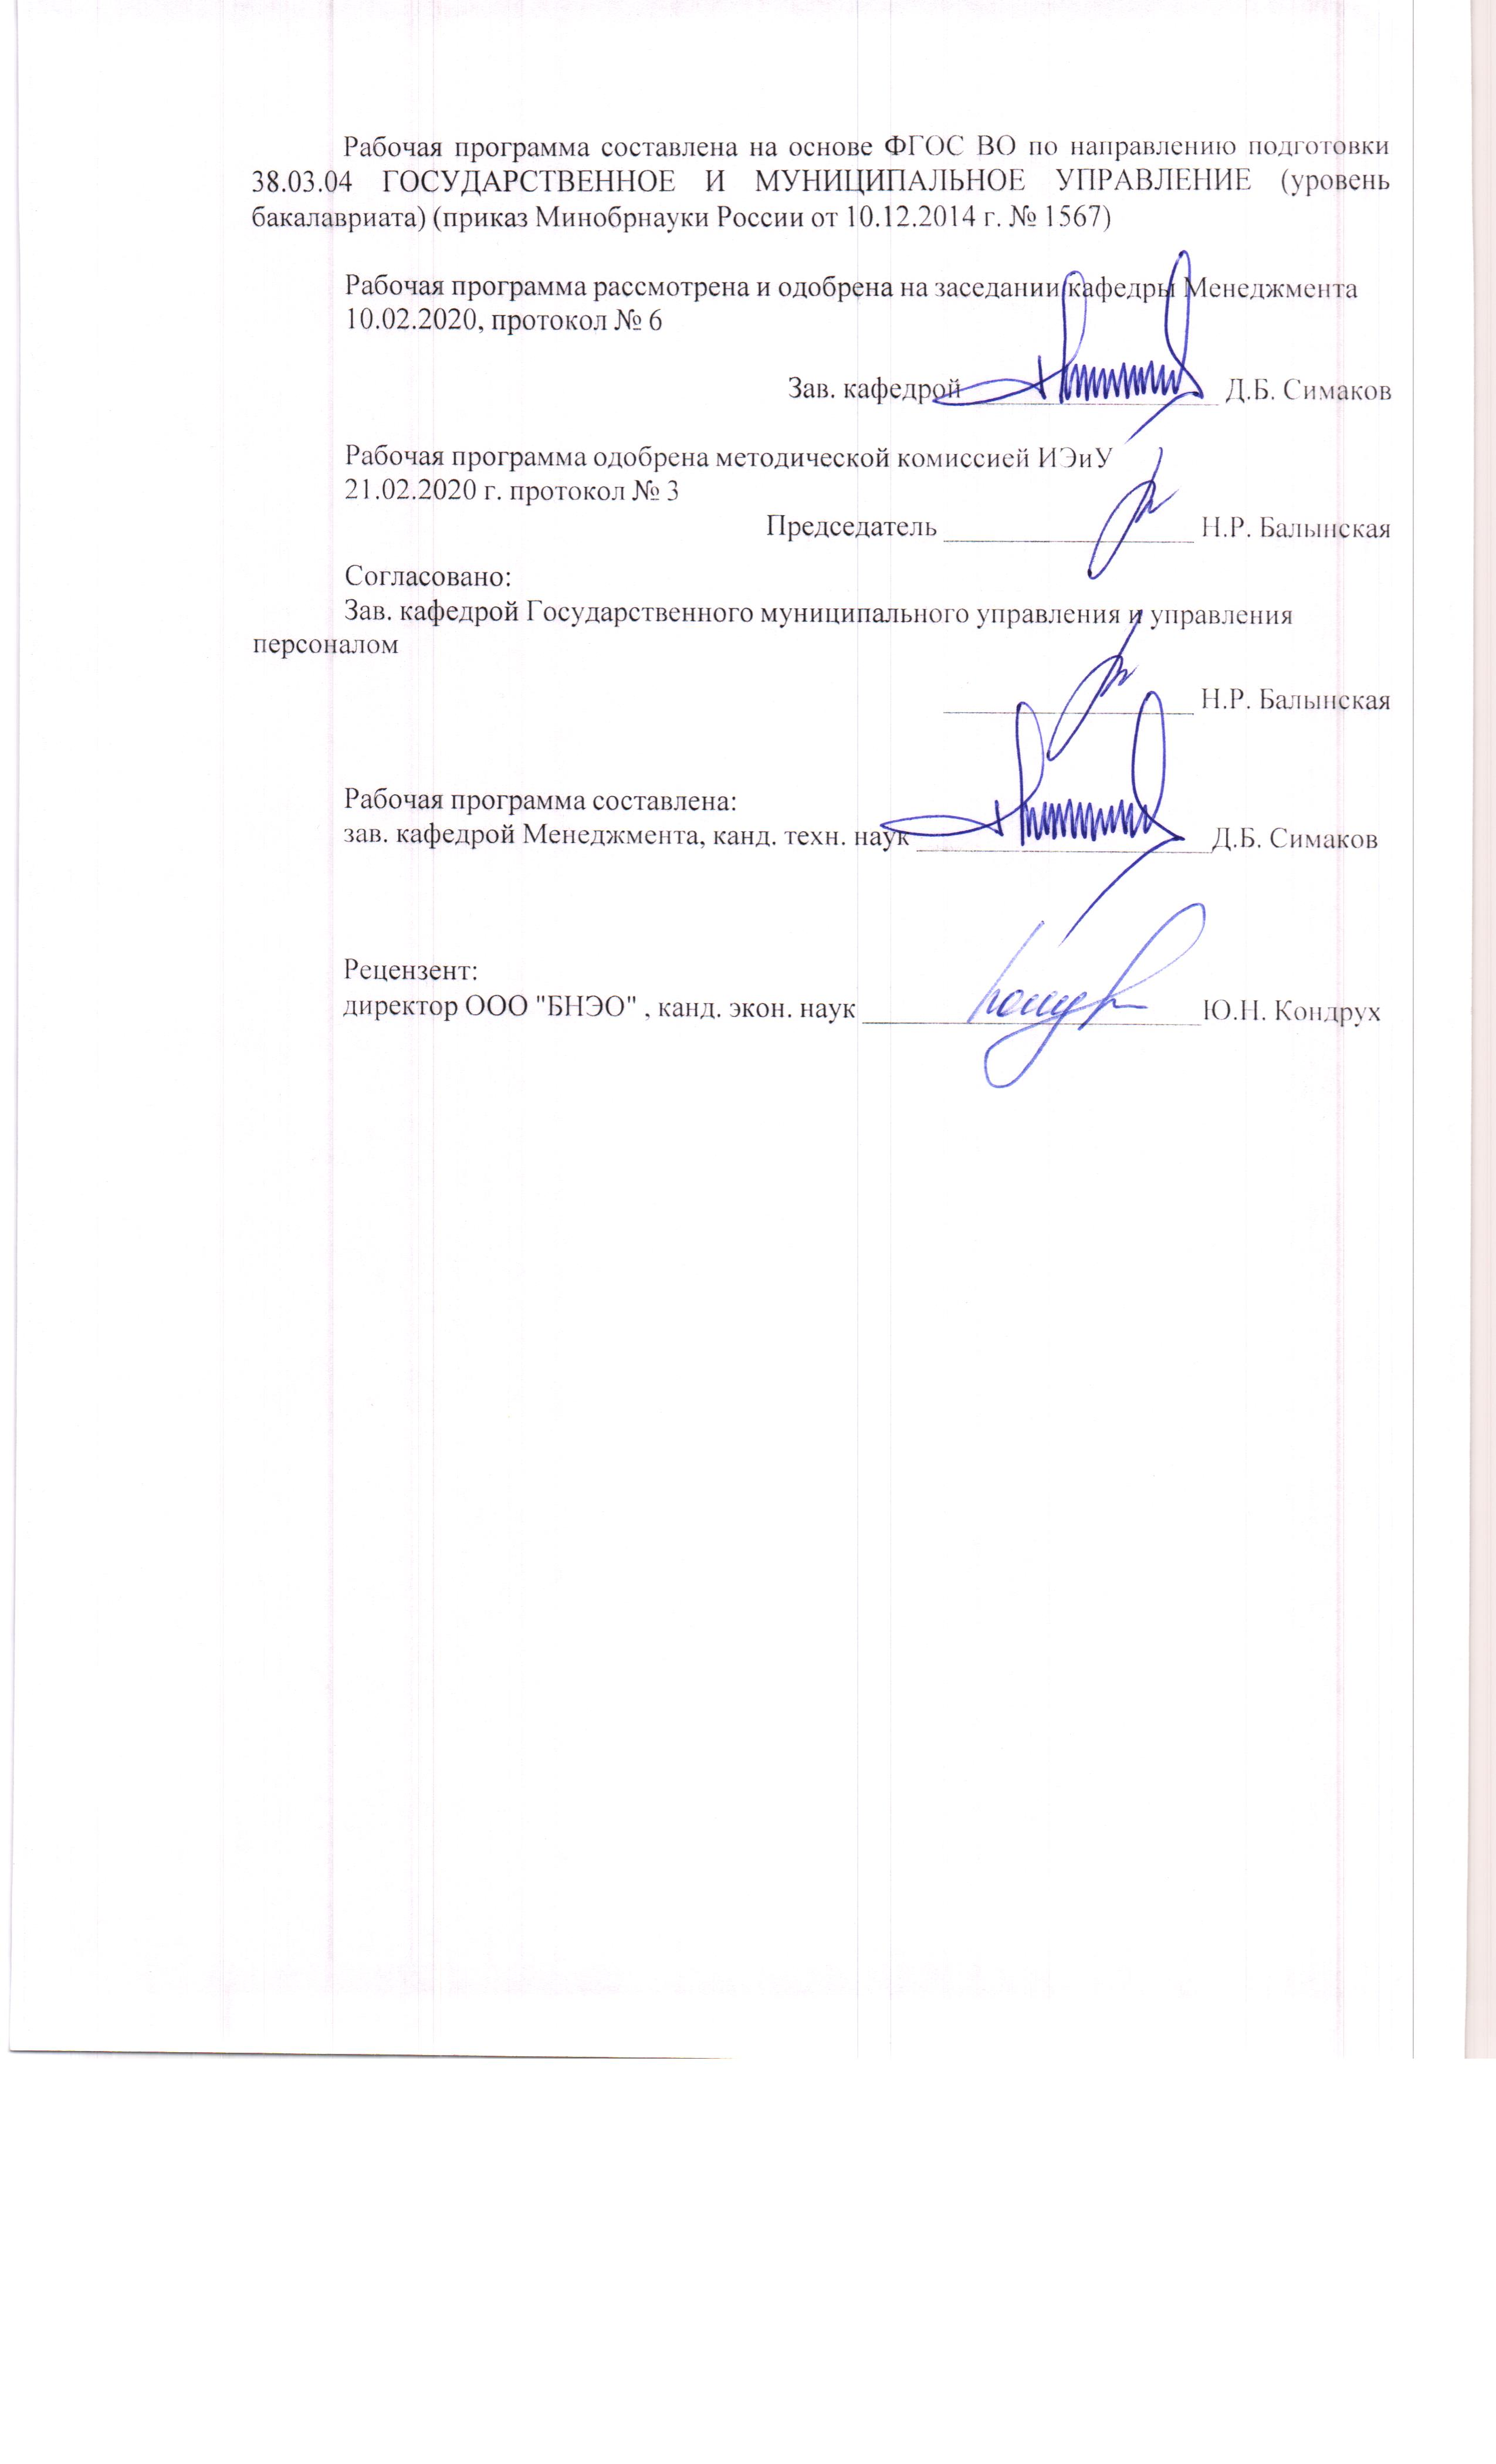 Рабочая программа составлена на основе ФГОС ВО по направлению подготовки
38.03.04 ГОСУДАРСТВЕННОЕ И МУНИЦИПАЛЬНОЕ УПРАВЛЕНИЕ (уровень
бакалавриата) (приказ Минобрнауки России от 10.12.2014 г. № 1567)
Рабочая программа рассмотрена и одобрена на заседании кафедры Менеджмента
10.02.2020, протокол № 6
Зав. кафедрой Д.Б. Симаков
Рабочая программа одобрена методической комиссией ИЭиУ
21.02.2020 г. протокол № 3
Председатель Н.Р. Балынская
Согласовано:
Зав. кафедрой Государственного муниципального управления и управления
персоналом
Н.Р. Балынская
Рабочая программа составлена:
зав. кафедрой Менеджмента, канд. техн. наук Д.Б. Симаков
Рецензент:
директор ООО "БНЭО" , канд. экон. наук Ю.Н. Кондрух